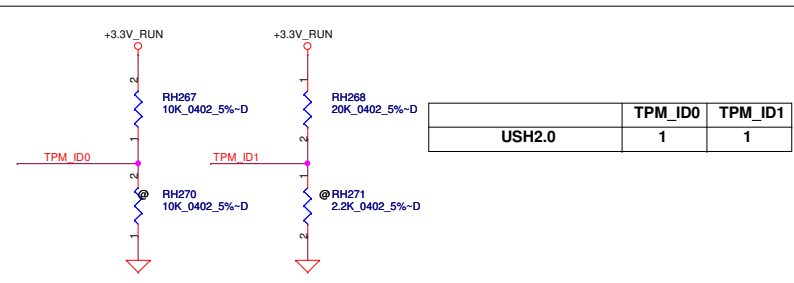 +3.3V_RUN
+3.3V_RUN
2
1
RH267
10K_0402_5%~D
RH268
20K_0402_5%~D
TPM_ID0 TPM_ID1
USH2.0 1 1
1
2
TPM_ID0
TPM_ID1
2
1
@ RH270
10K_0402_5%~D
@ RH271
2.2K_0402_5%~D
1
2